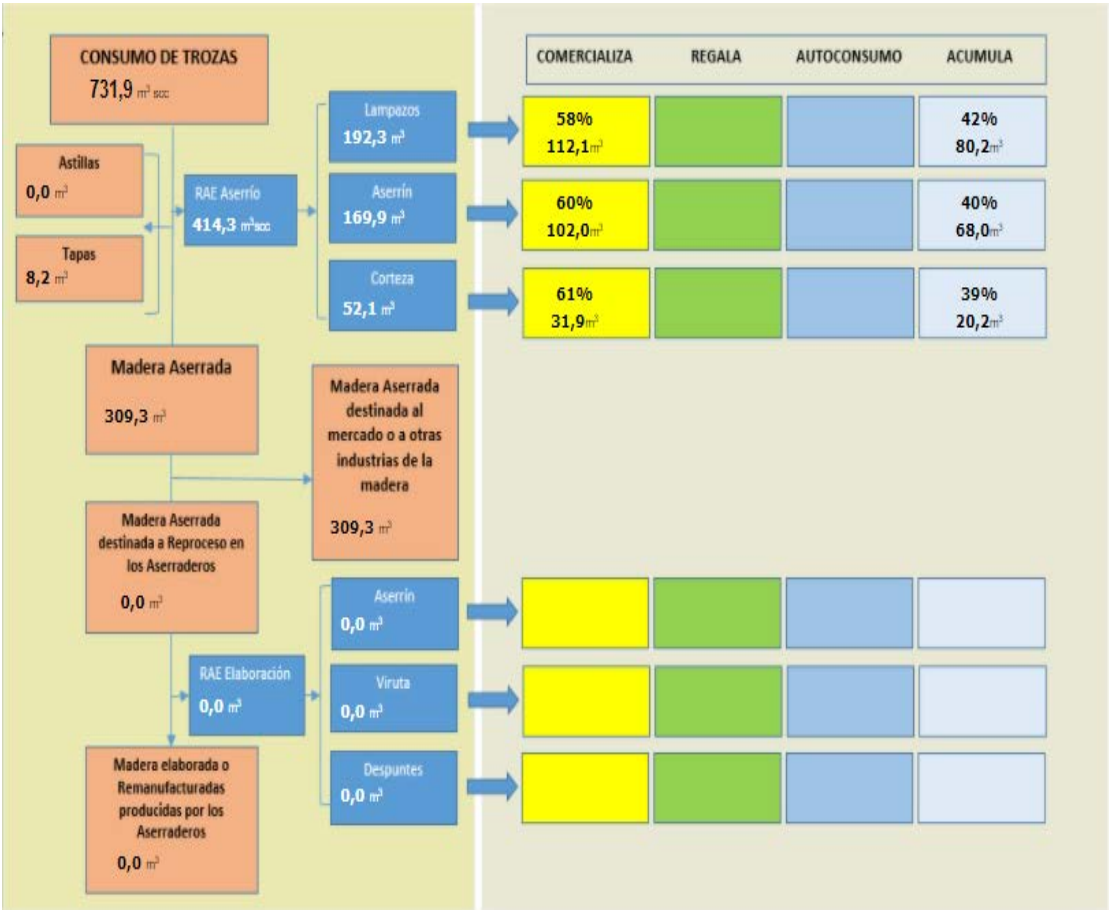 CONSUMO DE TROZAS
731,9 m³ scc
Astillas
0,0 m³
Tapas
8,2 m³
RAE Aserrío
414,3 m³scc
Lampazos
192,3 m³
Aserrín
169,9 m³
Corteza
52,1 m³
COMERCIALIZA REGALA AUTOCONSUMO ACUMULA
58% 42%
112,1m³ 80,2m³
60% 40%
102,0m³ 68,0m³
61% 39%
31,9m³ 20,2m³
Madera Aserrada
309,3 m³
Madera Aserrada
destinada al
mercado o a otras
industrias de la
madera
309,3 m³
Madera Aserrada
destinada a Reproceso en
los Aserraderos
0,0 m³
RAE Elaboración
0,0 m³
Aserrín
0,0 m³
Viruta
0,0 m³
Despuntes
0,0 m³
Madera elaborada o
Remanufacturadas
producidas por los
Aserraderos
0,0 m³